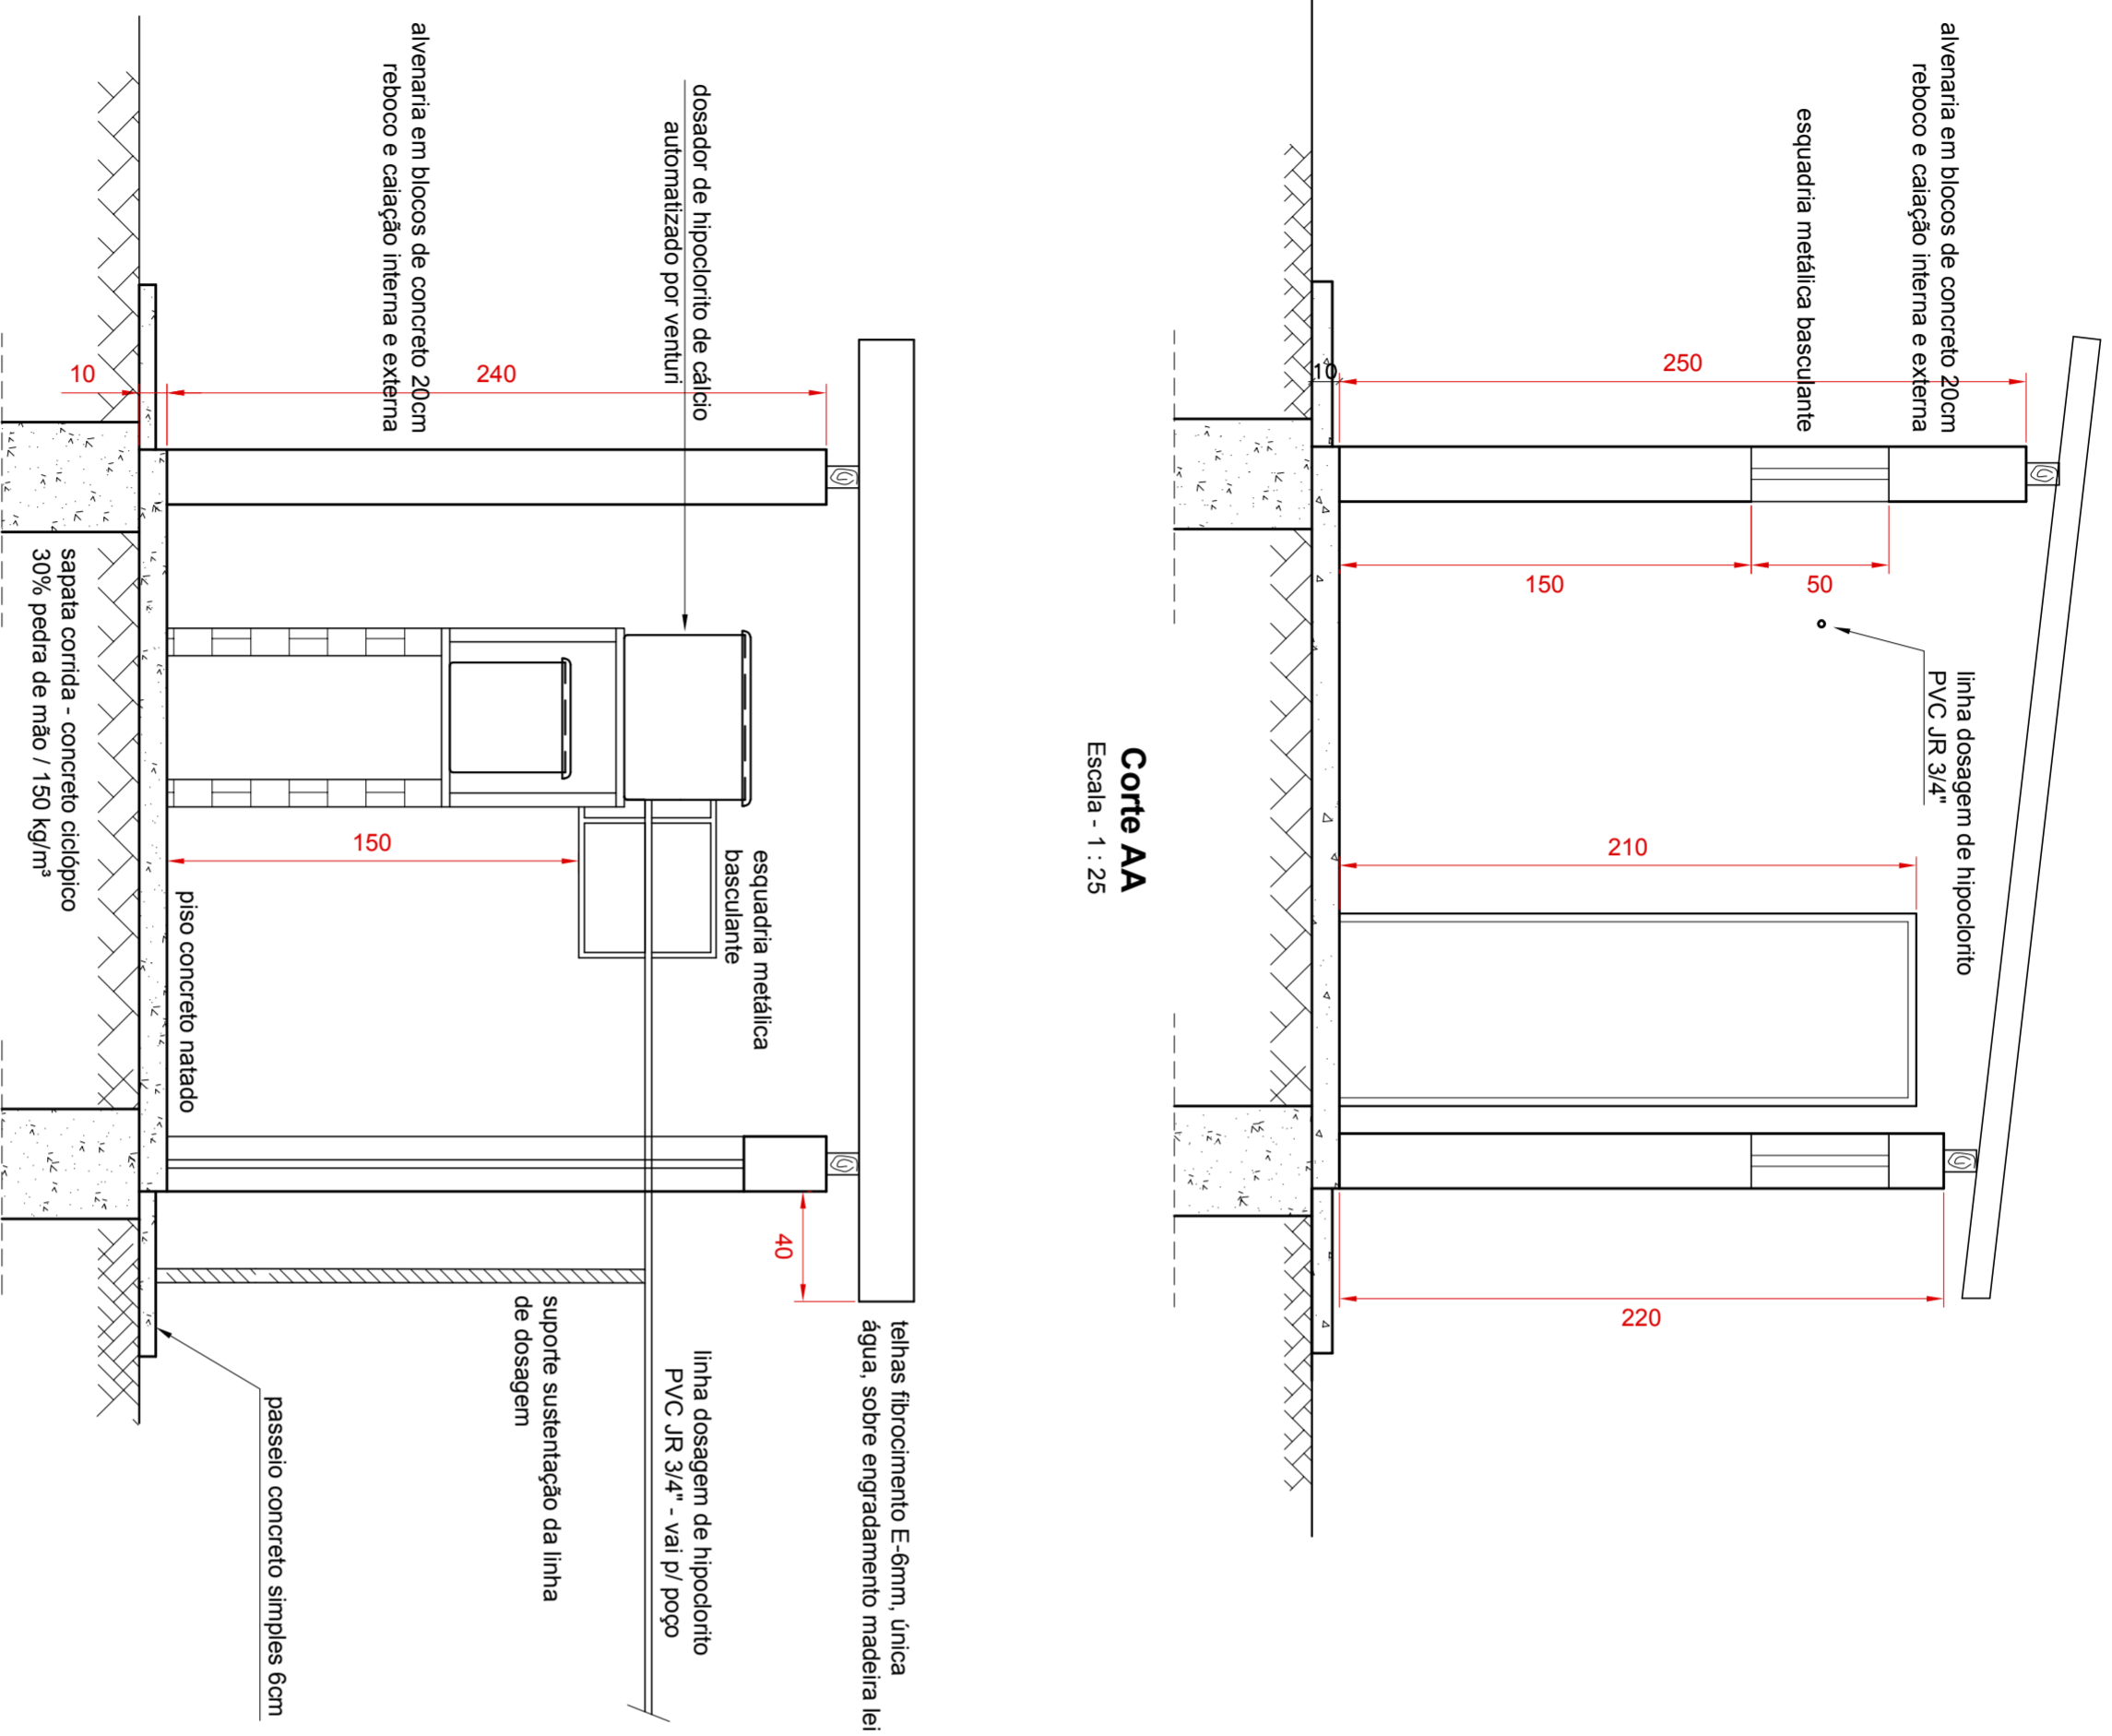 alvenaria em blocos de concreto 20cm
reboco e caiação interna e externa
esquadria metálica basculante
250
10
150
50
linha dosagem de hipoclorito
PVC JR 3/4"
210
220
Corte AA
Escala - 1 : 25
dosador de hipoclorito de cálcio
automatizado por venturi
alvenaria em blocos de concreto 20cm
reboco e caiação interna e externa
240
10
esquadria metálica
basculante
150
piso concreto natado
sapata corrida - concreto ciclópico
30% pedra de mão / 150 kg/m³
40
telhas fibrocimento E-6mm, única
água, sobre engradamento madeira lei
linha dosagem de hipoclorito
PVC JR 3/4" - vai p/ poço
suporte sustentação da linha
de dosagem
passeio concreto simples 6cm